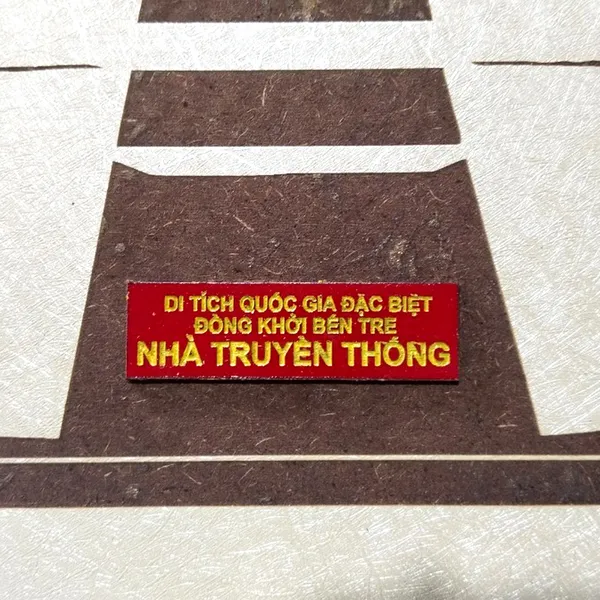 DI TÍCH QUỐC GIA ĐẶC BIỆT
ĐỒNG KHỞI BẾN TRE
NHÀ TRUYỀN THỐNG